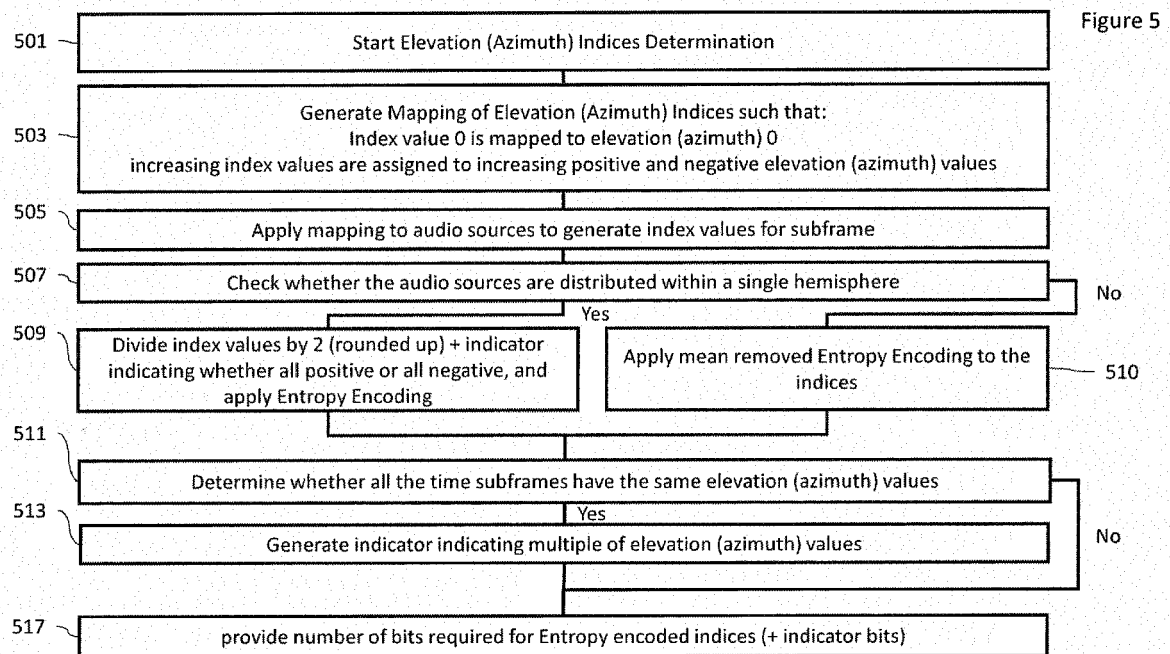 Figure 5
501
Start Elevation (Azimuth) Indices Determination
503
Generate Mapping of Elevation (Azimuth) Indices such that:
Index value 0 is mapped to elevation (azimuth) 0
increasing index values are assigned to increasing positive and negative elevation (azimuth) values
505
Apply mapping to audio sources to generate index values for subframe
507
Check whether the audio sources are distributed within a single hemisphere
No
Yes
509
Divide index values by 2 (rounded up) + indicator
indicating whether all positive or all negative, and
apply Entropy Encoding
Apply mean removed Entropy Encoding to the
indices
510
511
Determine whether all the time subframes have the same elevation (azimuth) values
Yes
513
Generate indicator indicating multiple of elevation (azimuth) values
No
517
provide number of bits required for Entropy encoded indices (+ indicator bits)